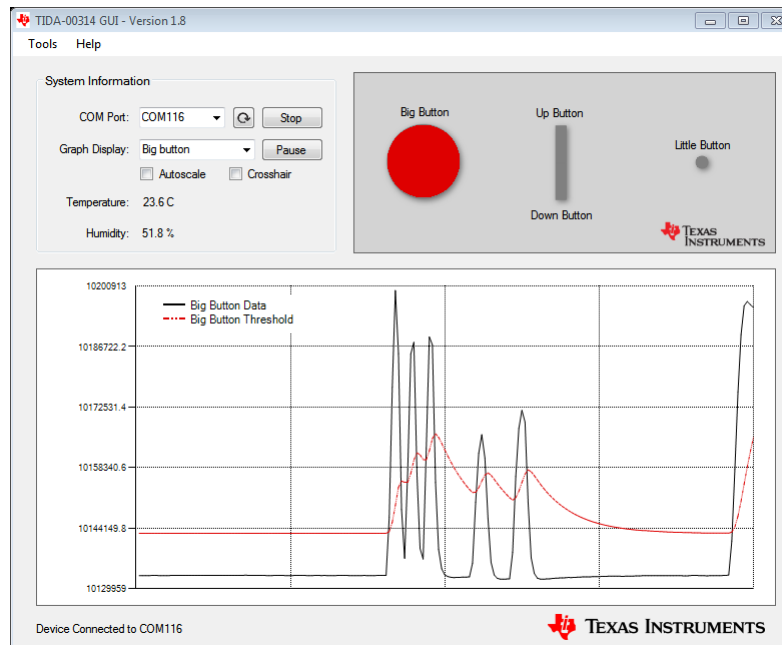 TIDA-00314 GUI - Version 1.8
Tools Help
System Information
COM Port: COM116 Stop
Graph Display: Big button Pause
Autoscale Crosshair
Temperature: 23.6 C
Humidity: 51.8 %
Big Button
Up Button
Down Button
Little Button
TEXAS
INSTRUMENTS
10200913
10186722.2
10172531.4
10158340.6
10144149.8
10129959
Big Button Data
Big Button Threshold
Device Connected to COM116
TEXAS INSTRUMENTS